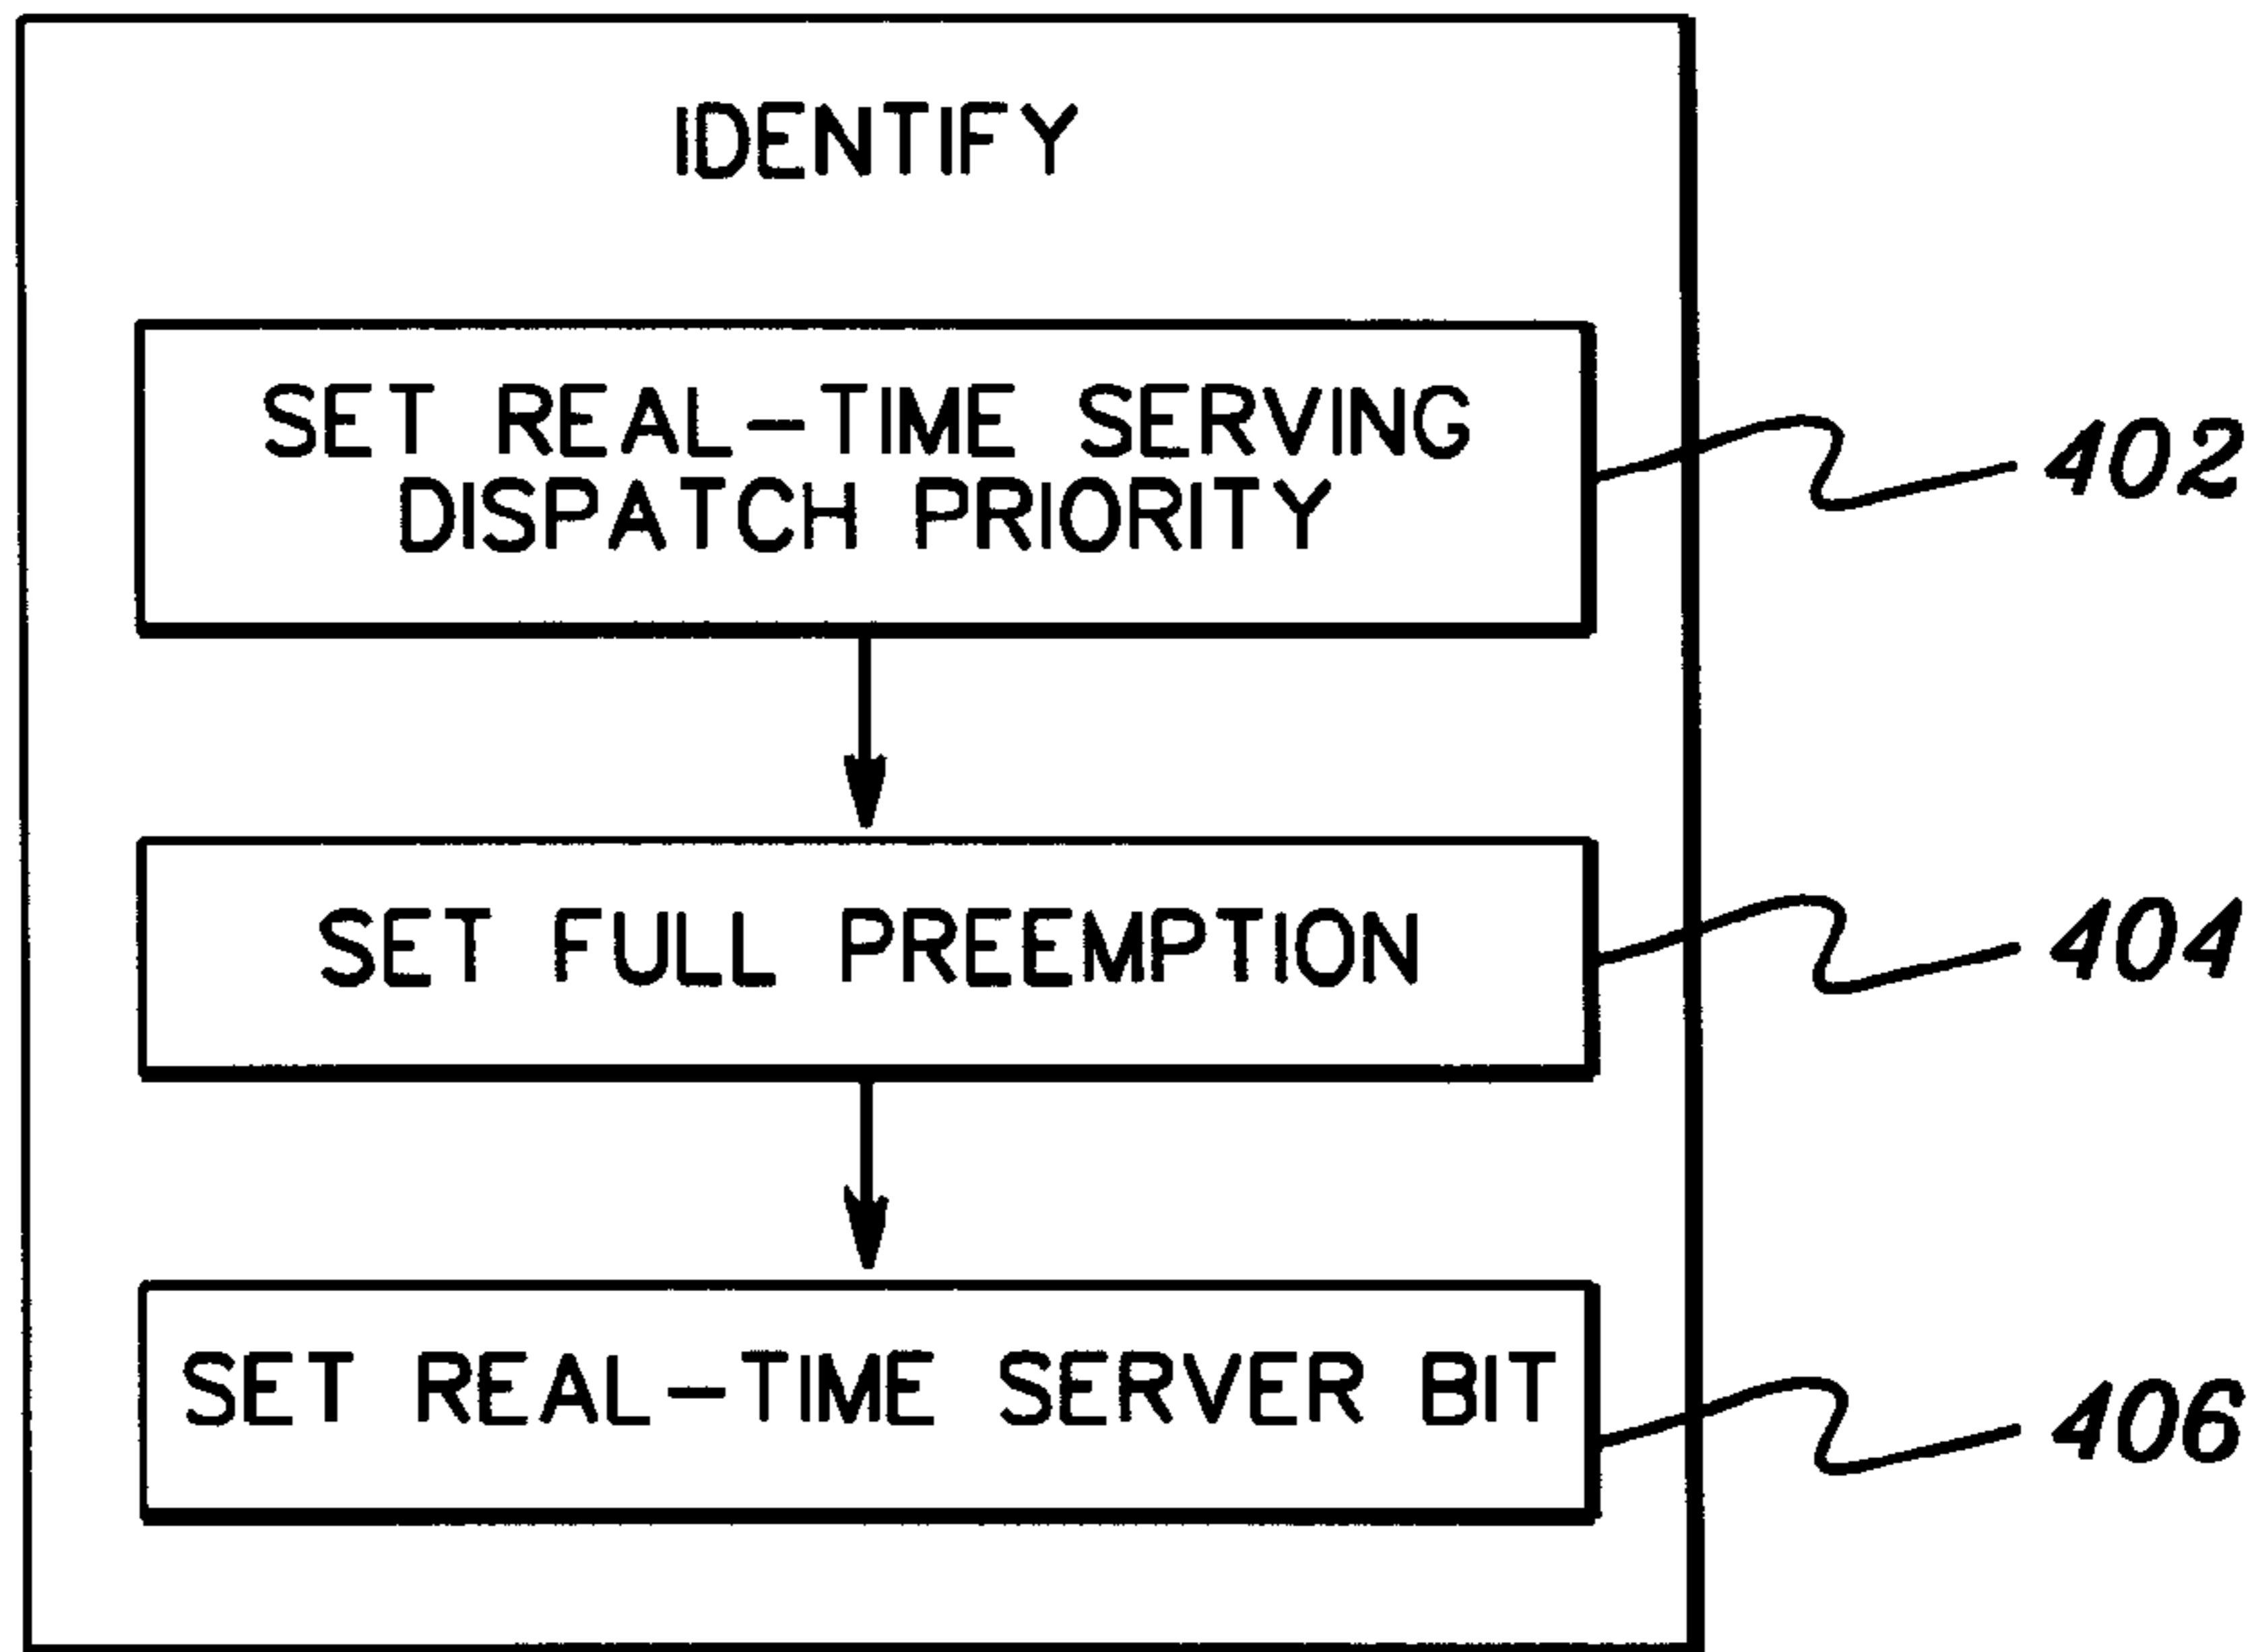 IDENTIFY
SET REAL-TIME SERVING
DISPATCH PRIORITY
402
SET FULL PREEMPTION
404
SET REAL-TIME SERVER BIT
406